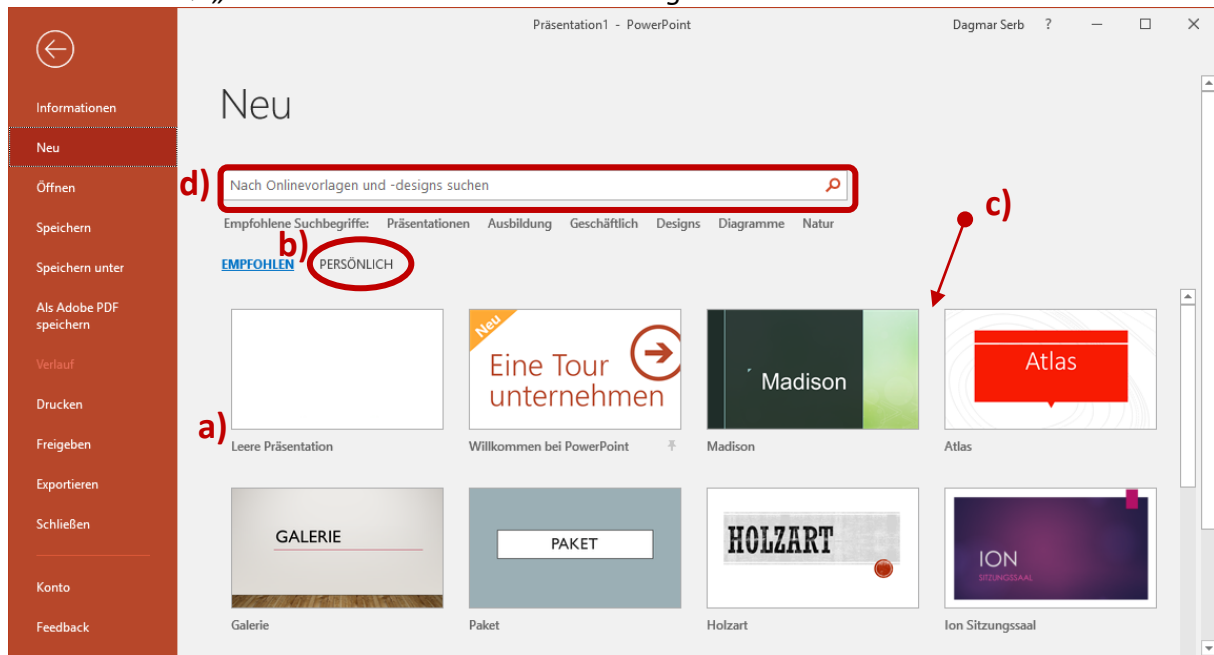 Präsentation1 - PowerPoint
Dagmar Serb ?
Informationen
Neu
Öffnen
Speichern
Speichern unter
Als Adobe PDF
speichern
Verlauf
Drucken
Freigeben
Exportieren
Schließen
Konto
Feedback
Neu
d) Nach Onlinevorlagen und -designs suchen
Empfohlene Suchbegriffe: Präsentationen Ausbildung Geschäftlich Designs Diagramme Natur
c)
b)
EMPFOHLEN PERSÖNLICH
a) Leere Präsentation
Neu
Eine Tour
unternehmen
Willkommen bei PowerPoint
Madison
Madison
Atlas
Atlas
GALERIE
Galerie
PAKET
Paket
HOLZART
Holzart
ION
SITZUNGSSAAL
Ion Sitzungssaal